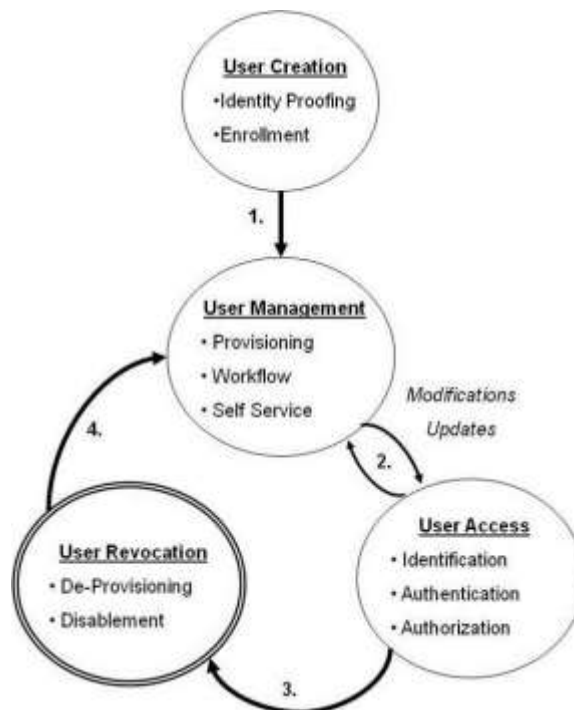 User Creation
•Identity Proofing
•Enrollment
1.
User Management
• Provisioning
• Workflow
• Self Service
Modifications
Updates
2.
4.
User Access
• Identification
• Authentication
• Authorization
User Revocation
• De-Provisioning
• Disablement
3.